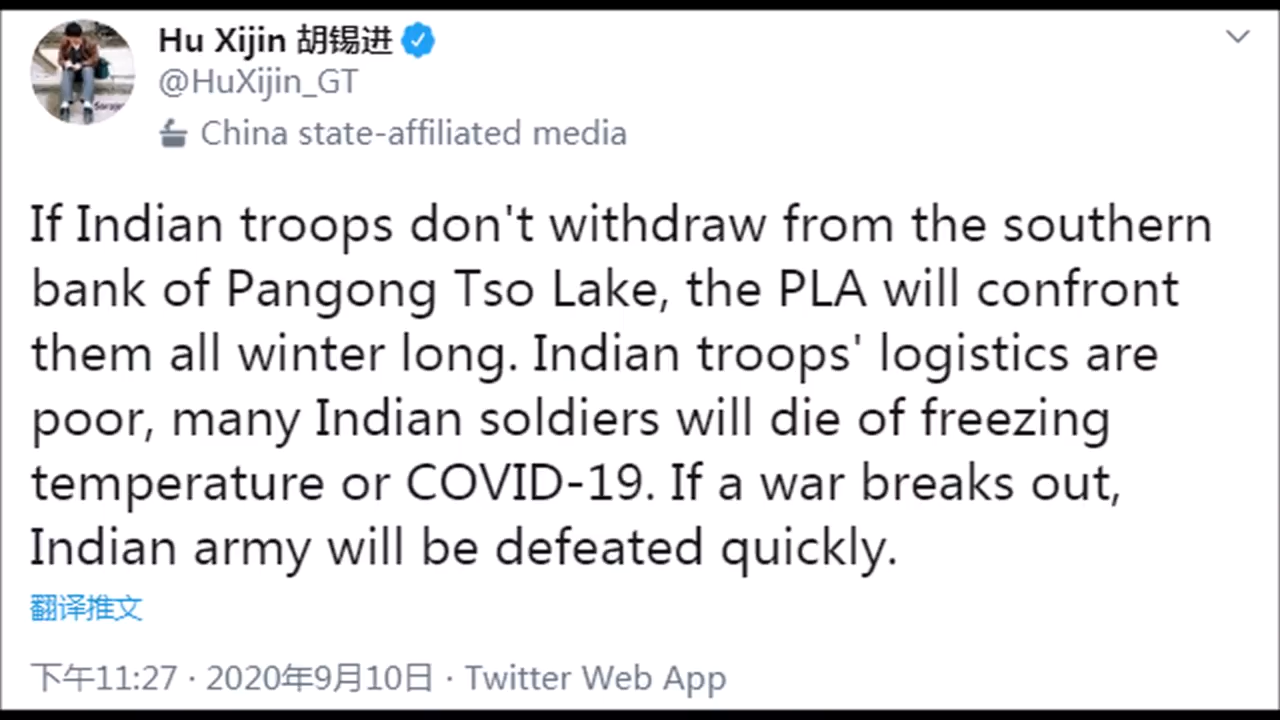 Hu Xijin 胡锡进
@HuXijin_GT
China state-affiliated media
If Indian troops don't withdraw from the southern
bank of Pangong Tso Lake, the PLA will confront
them all winter long. Indian troops' logistics are
poor, many Indian soldiers will die of freezing
temperature or COVID-19. If a war breaks out,
Indian army will be defeated quickly.
翻译推文
下午11:27 · 2020年9月10日 · Twitter Web App